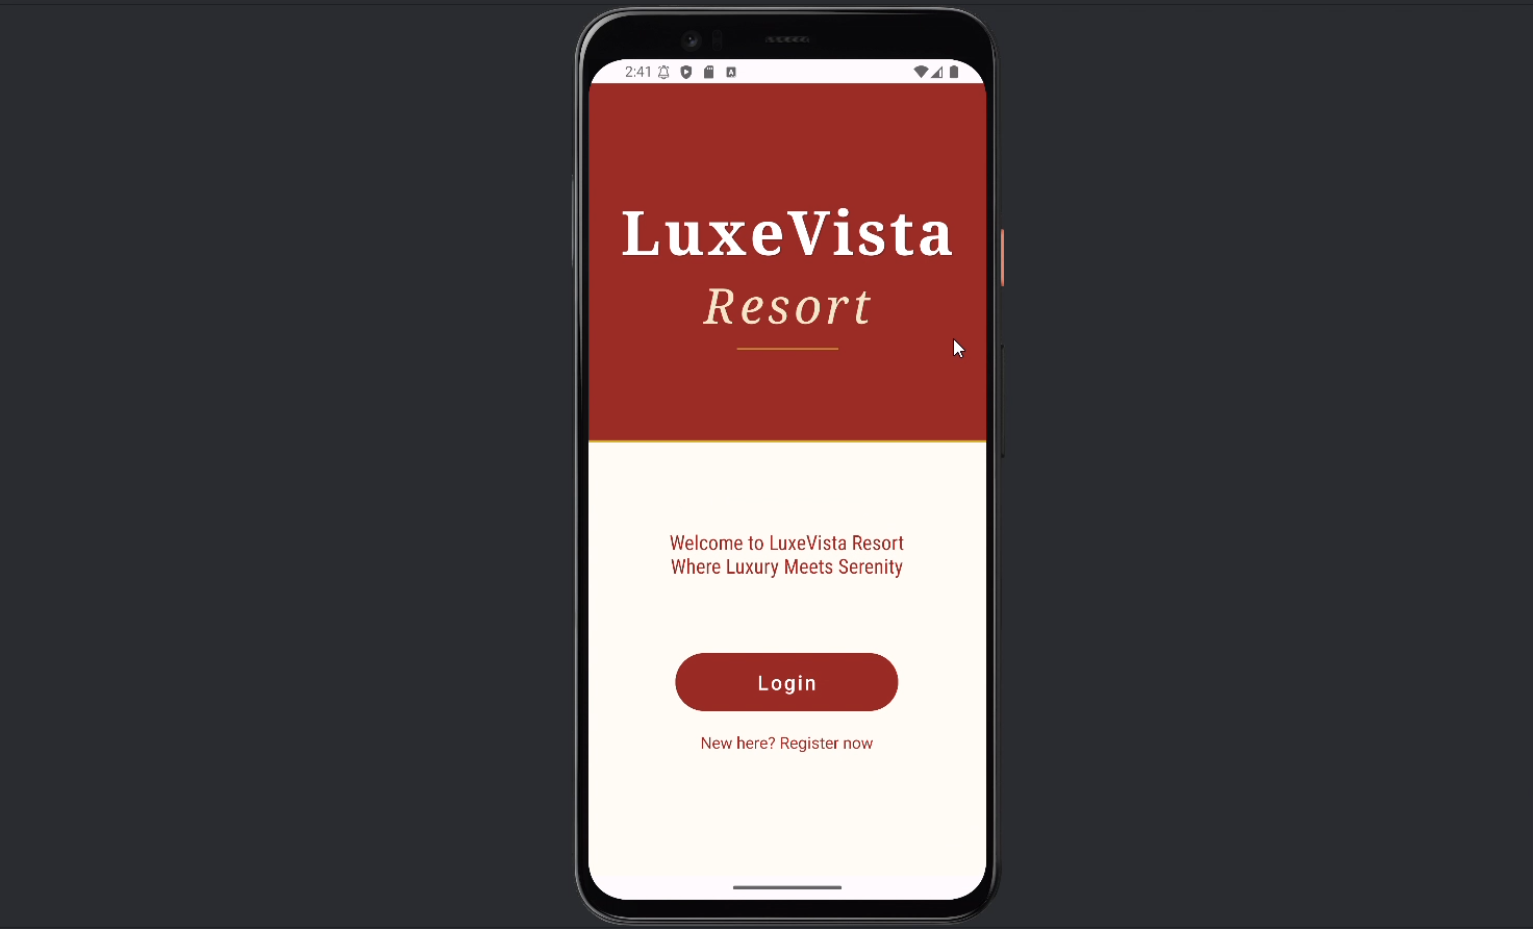 2:41
LuxeVista
Resort
Welcome to LuxeVista Resort
Where Luxury Meets Serenity
Login
New here? Register now